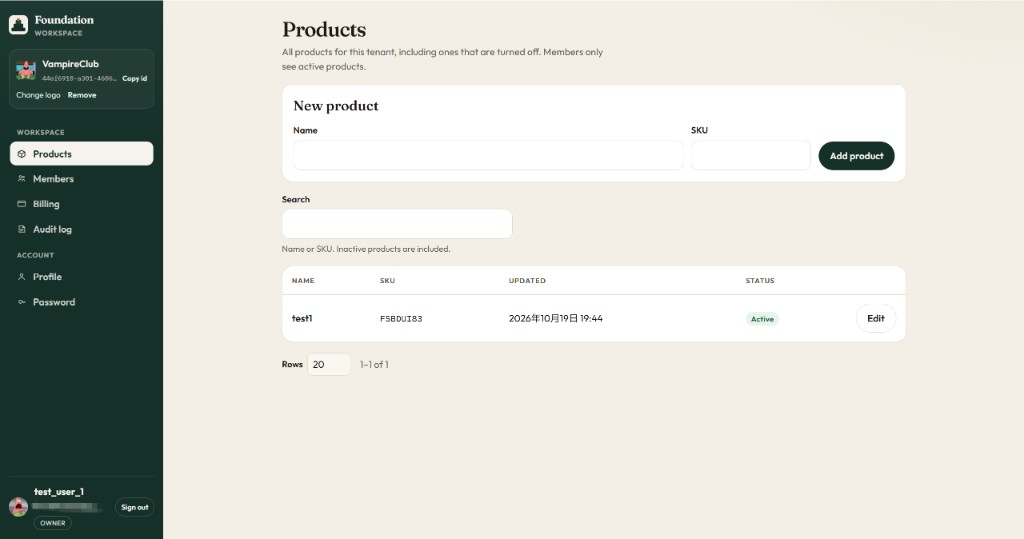 Foundation
WORKSPACE
VampireClub
Copy id
Change logo Remove
WORKSPACE
Products
Members
Billing
Audit log
ACCOUNT
Profile
Password
test_user_1
Sign out
OWNER
Products
All products for this tenant, including ones that are turned off. Members only
see active products.
New product
Name SKU
Add product
Search
Name or SKU. Inactive products are included.
NAME SKU UPDATED STATUS
test1 FSBDUI83 2026年10月19日 19:44 Active Edit
Rows 20 1–1 of 1